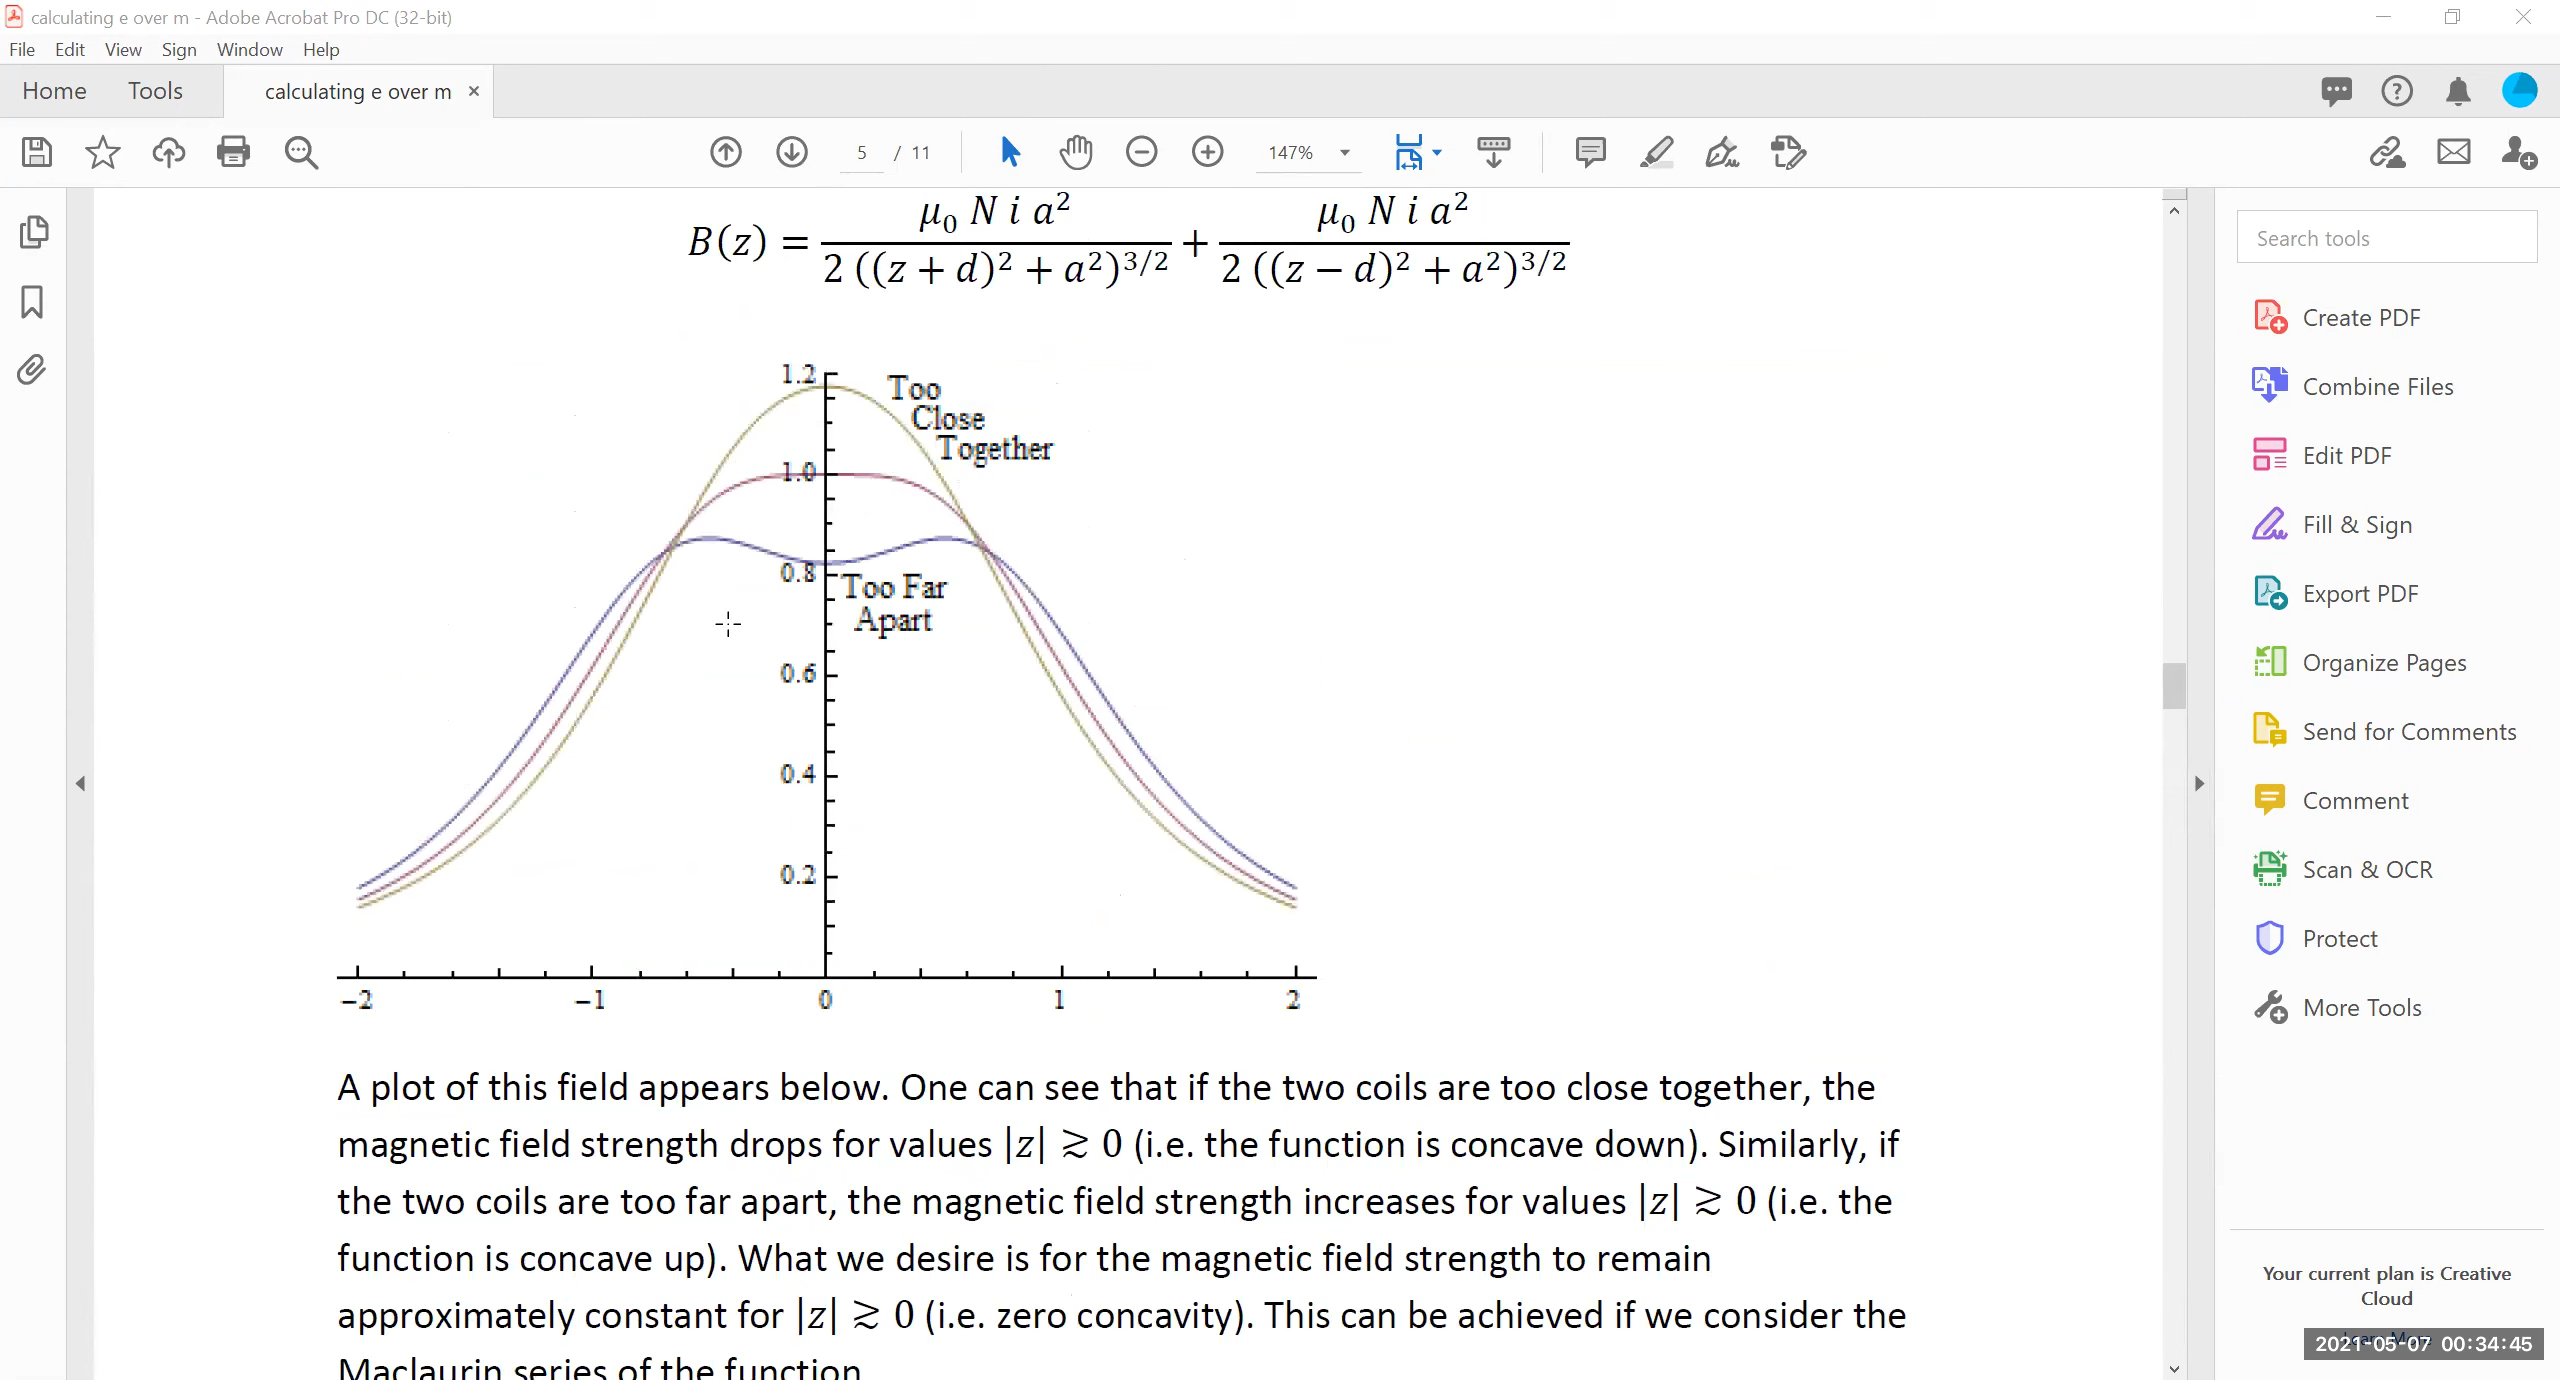 calculating e over m - Adobe Acrobat Pro DC (32-bit)
File Edit View Sign Window Help
Home Tools calculating e over m ×
5 / 11 147%
B(z) = μ₀ N i a² / 2 ((z + d)² + a²)^3/2 + μ₀ N i a² / 2 ((z − d)² + a²)^3/2
1.2
Too
Close
Together
1.0
0.8
Too Far
Apart
0.6
0.4
0.2
−2 −1 0 1 2
A plot of this field appears below. One can see that if the two coils are too close together, the
magnetic field strength drops for values |z| ≳ 0 (i.e. the function is concave down). Similarly, if
the two coils are too far apart, the magnetic field strength increases for values |z| ≳ 0 (i.e. the
function is concave up). What we desire is for the magnetic field strength to remain
approximately constant for |z| ≳ 0 (i.e. zero concavity). This can be achieved if we consider the
Maclaurin series of the function
Search tools
Create PDF
Combine Files
Edit PDF
Fill & Sign
Export PDF
Organize Pages
Send for Comments
Comment
Scan & OCR
Protect
More Tools
Your current plan is Creative
Cloud
2021-05-07 00:34:45